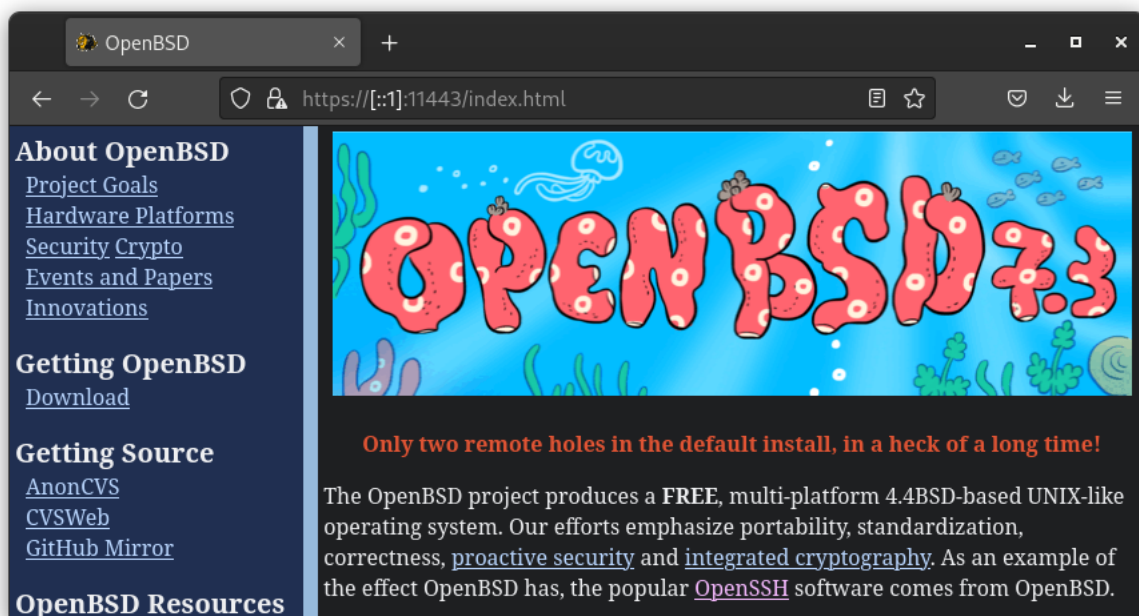 OpenBSD
https://[::1]:11443/index.html
About OpenBSD
Project Goals
Hardware Platforms
Security Crypto
Events and Papers
Innovations
Getting OpenBSD
Download
Getting Source
AnonCVS
CVSWeb
GitHub Mirror
OpenBSD Resources
OPENBSD 7.3
Only two remote holes in the default install, in a heck of a long time!
The OpenBSD project produces a FREE, multi-platform 4.4BSD-based UNIX-like
operating system. Our efforts emphasize portability, standardization,
correctness, proactive security and integrated cryptography. As an example of
the effect OpenBSD has, the popular OpenSSH software comes from OpenBSD.